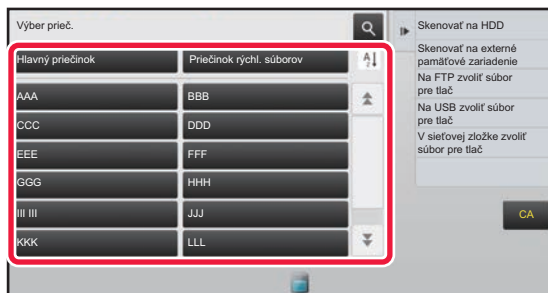 Výber prieč.
Hlavný priečinok
Priečinok rýchl. súborov
AAA
BBB
CCC
DDD
EEE
FFF
GGG
HHH
III III
JJJ
KKK
LLL
Skenovať na HDD
Skenovať na externé
pamäťové zariadenie
Na FTP zvoliť súbor
pre tlač
Na USB zvoliť súbor
pre tlač
V sieťovej zložke zvoliť
súbor pre tlač
CA